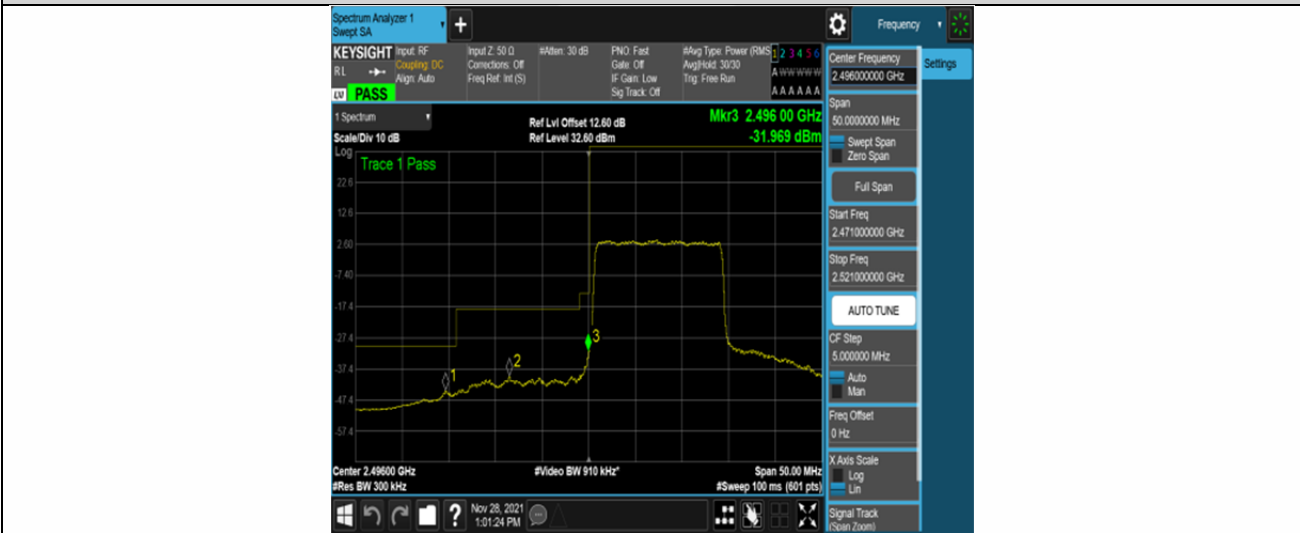 Spectrum Analyzer 1
Swept SA
Frequency
KEYSIGHT
Input: RF
Input Z: 50 Ω
#Atten: 30 dB
PNO: Fast
#Avg Type: Power (RMS
1 2 3 4 5 6
RL
Coupling: DC
Corrections: Off
Gate: Off
Avg|Hold: 30/30
A W W W W W
Align: Auto
Freq Ref: Int (S)
IF Gain: Low
Trig: Free Run
Sig Track: Off
A A A A A A
LXI
PASS
1 Spectrum
Ref Lvl Offset 12.60 dB
Mkr3 2.496 00 GHz
Scale/Div 10 dB
Ref Level 32.60 dBm
-31.969 dBm
Log
Trace 1 Pass
22.6
12.6
2.60
-7.40
-17.4
-27.4
-37.4
-47.4
-57.4
1
2
3
Center 2.49600 GHz
#Video BW 910 kHz*
Span 50.00 MHz
#Res BW 300 kHz
#Sweep 100 ms (601 pts)
?
Nov 28, 2021
1:01:24 PM
Center Frequency
2.496000000 GHz
Settings
Span
50.0000000 MHz
Swept Span
Zero Span
Full Span
Start Freq
2.471000000 GHz
Stop Freq
2.521000000 GHz
AUTO TUNE
CF Step
5.000000 MHz
Auto
Man
Freq Offset
0 Hz
X Axis Scale
Log
Lin
Signal Track
(Span Zoom)